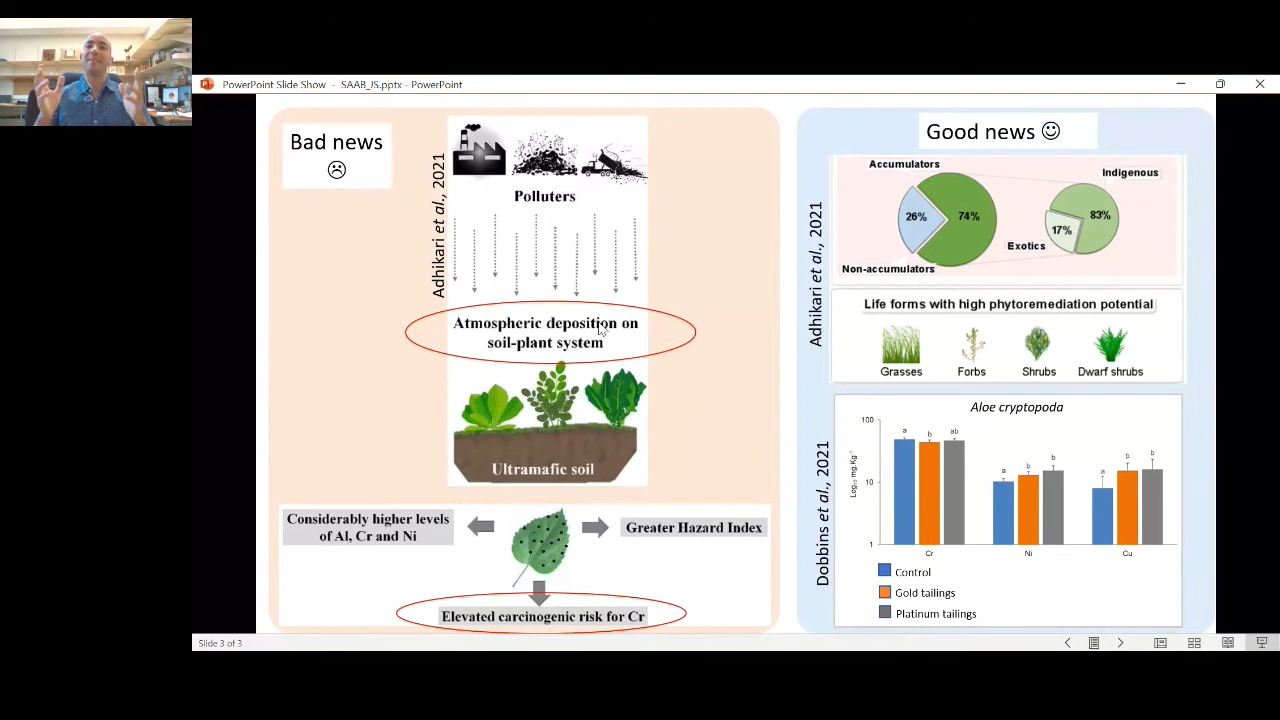 PowerPoint Slide Show - SAAB_JS.pptx - PowerPoint
Bad news
☹
Adhikari et al., 2021
Polluters
Atmospheric deposition on
soil-plant system
Ultramafic soil
Considerably higher levels
of Al, Cr and Ni
Greater Hazard Index
Elevated carcinogenic risk for Cr
Good news ☺
Adhikari et al., 2021
Accumulators
Indigenous
26%
74%
83%
17%
Exotics
Non-accumulators
Life forms with high phytoremediation potential
Grasses
Forbs
Shrubs
Dwarf shrubs
Dobbins et al., 2021
Aloe cryptopoda
Log₁₀ mg.Kg⁻¹
100
10
1
a
b
ab
a
b
b
a
b
b
Cr
Ni
Cu
Control
Gold tailings
Platinum tailings
Slide 3 of 3